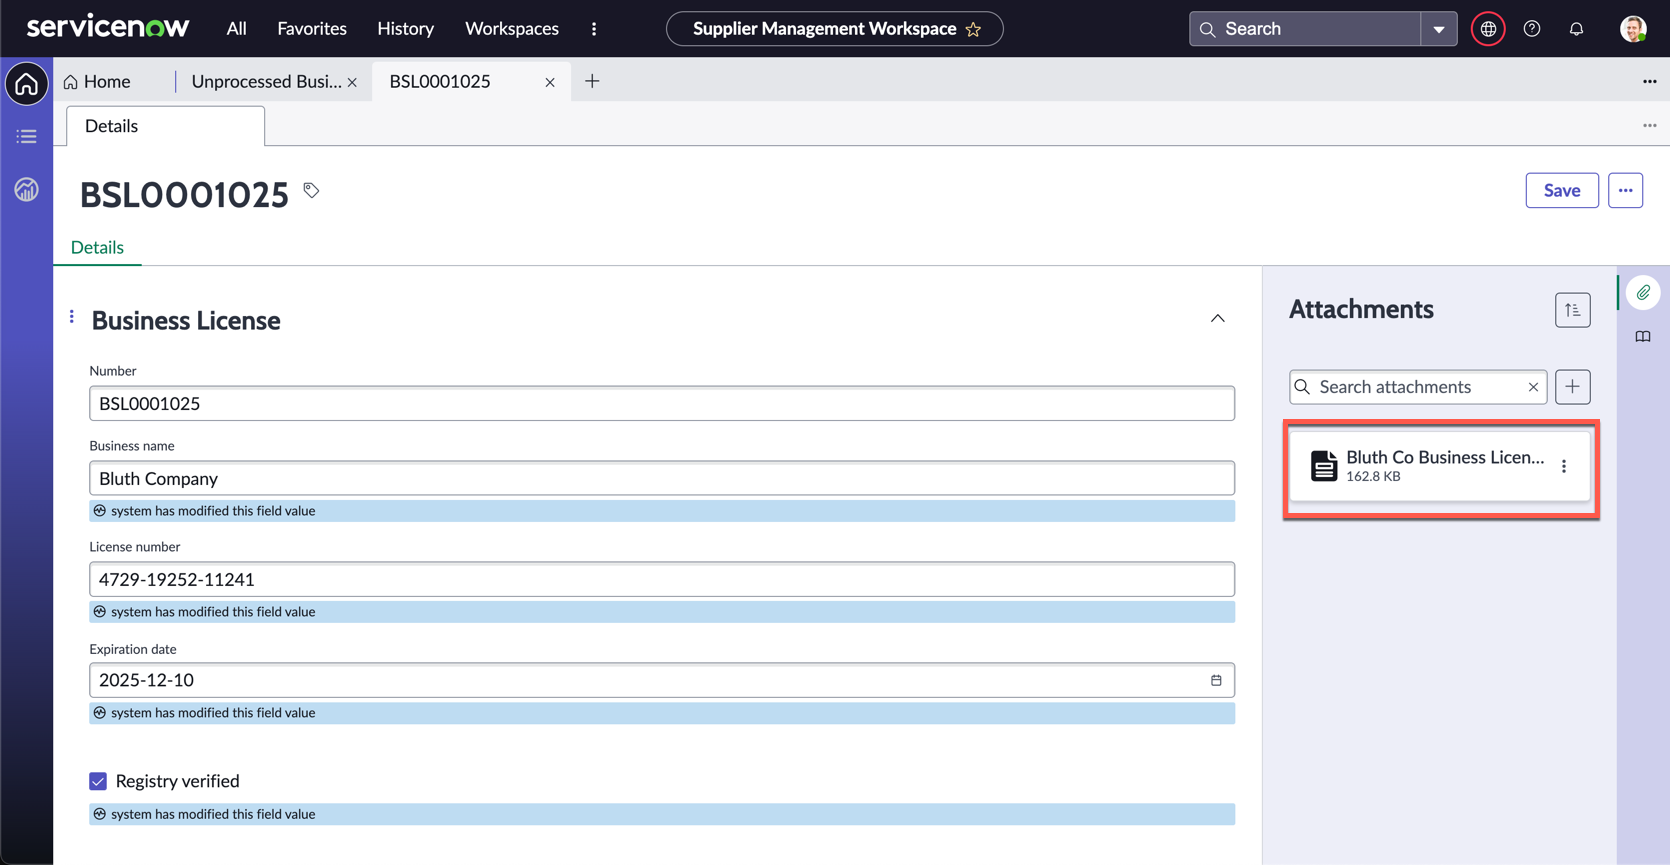 servicenow
All
Favorites
History
Workspaces
Supplier Management Workspace
Search
Home
Unprocessed Busi...
BSL0001025
Details
BSL0001025
Save
Details
Business License
Number
BSL0001025
Business name
Bluth Company
system has modified this field value
License number
4729-19252-11241
system has modified this field value
Expiration date
2025-12-10
system has modified this field value
Registry verified
system has modified this field value
Attachments
Search attachments
Bluth Co Business Licen...
162.8 KB